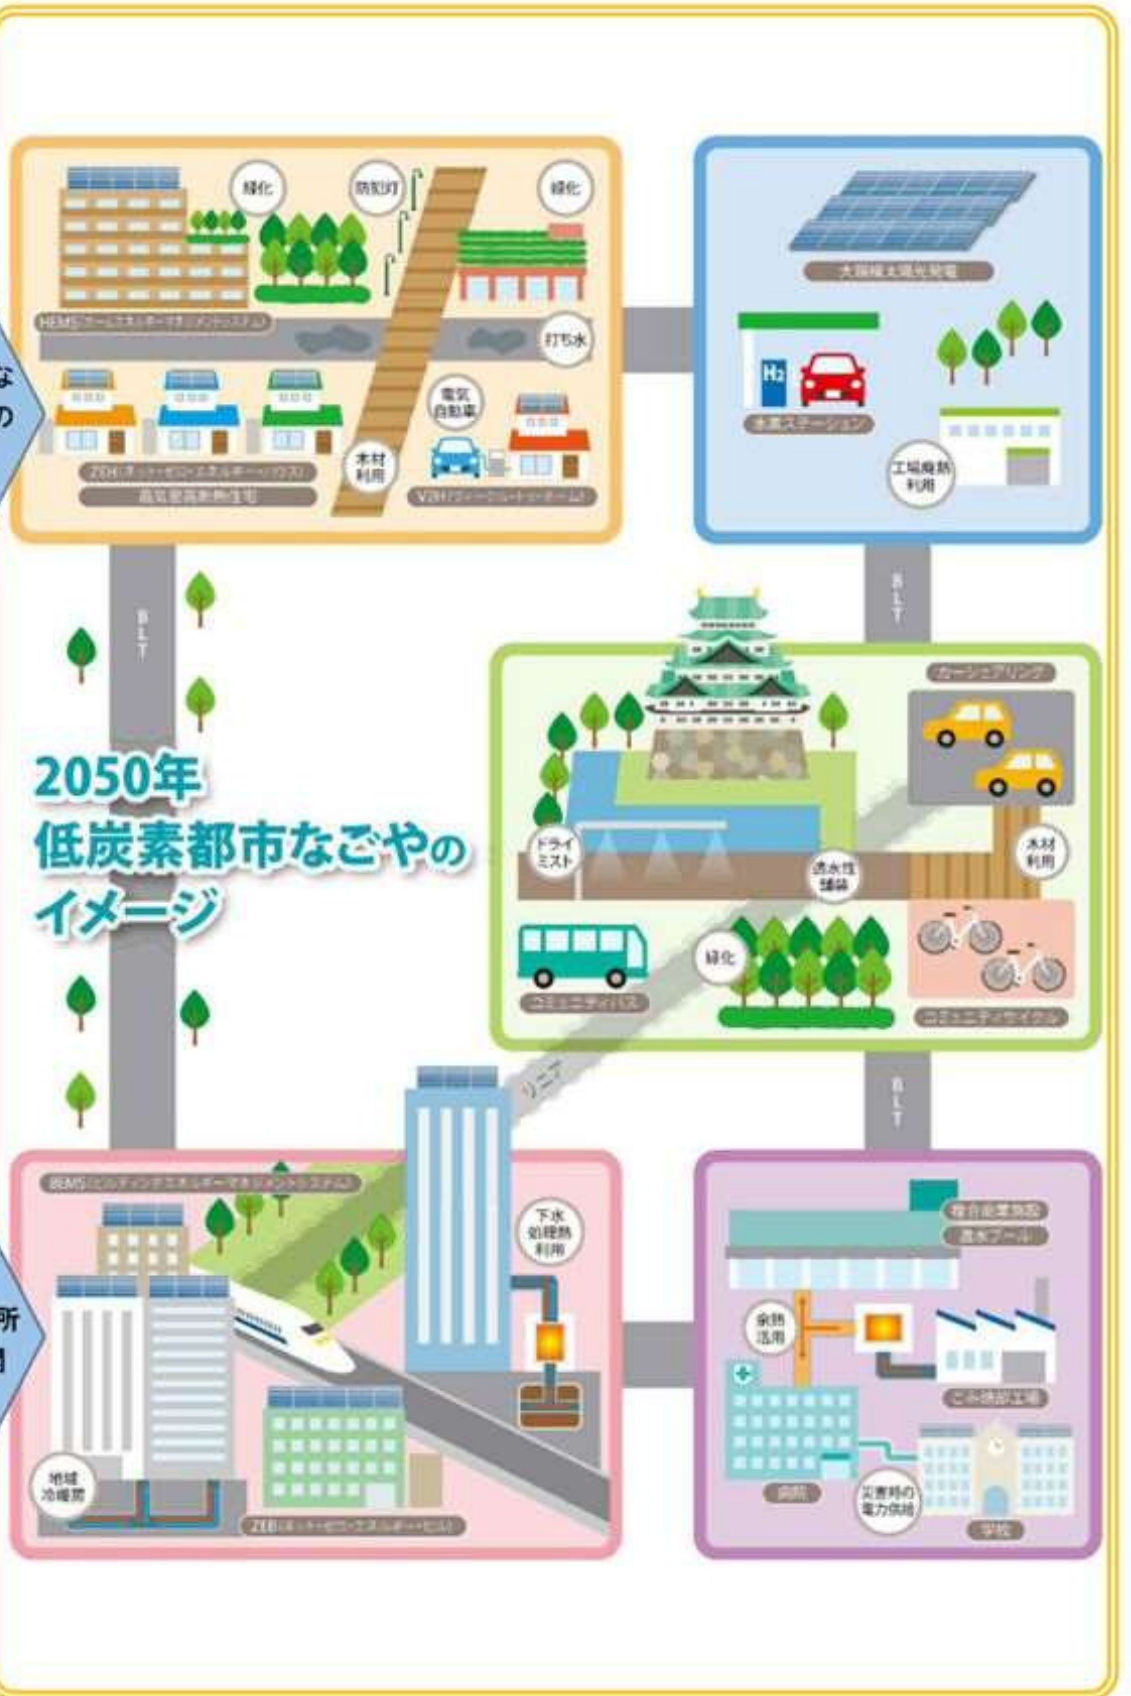 緑化
防犯灯
緑化
HEMS(ホームエネルギーマネジメントシステム)
打ち水
電気
自動車
ZEH(ネット・ゼロ・エネルギー・ハウス)
高気密高断熱住宅
木材
利用
V2H(ヴィークル・トゥ・ホーム)
大規模太陽光発電
H2
水素ステーション
工場廃熱
利用
な
の
BLT
BLT
2050年
低炭素都市なごやの
イメージ
カーシェアリング
ドライ
ミスト
透水性
舗装
木材
利用
緑化
コミュニティバス
コミュニティサイクル
リニア
BLT
BEMS(ビルディングエネルギーマネジメントシステム)
下水
処理熱
利用
地域
冷暖房
ZEB(ネット・ゼロ・エネルギー・ビル)
所
温水プール
余熱
活用
ごみ焼却工場
病院
災害時の
電力供給
学校